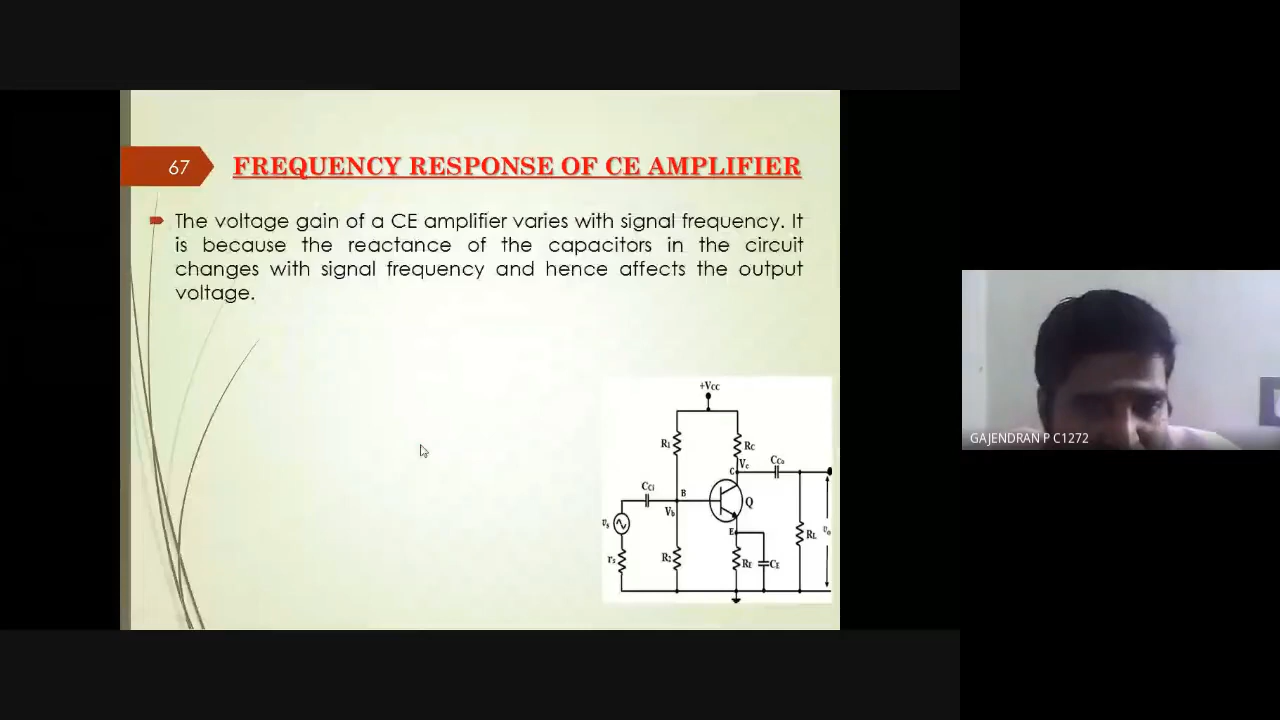 67
FREQUENCY RESPONSE OF CE AMPLIFIER
The voltage gain of a CE amplifier varies with signal frequency. It
is because the reactance of the capacitors in the circuit
changes with signal frequency and hence affects the output
voltage.
+VCC
R1
RC
Vc
CCo
C
CCi
B
Q
Vb
vs
E
RL
vo
rs
R2
RE
CE
GAJENDRAN P C1272